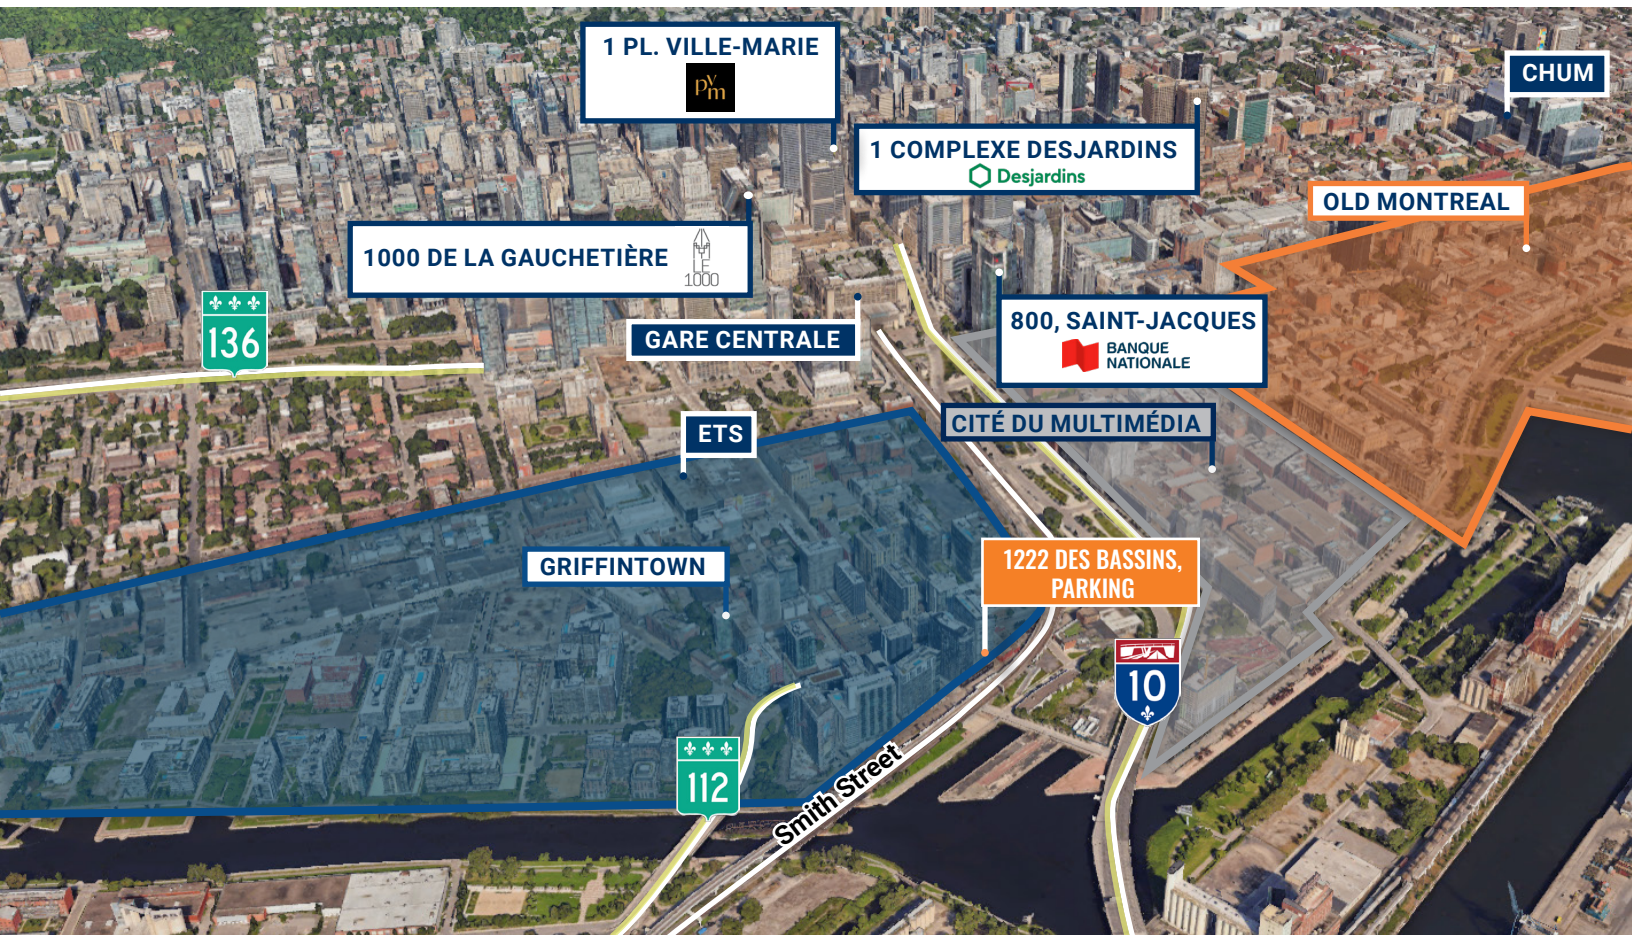 1 PL. VILLE-MARIE
pvm
CHUM
1 COMPLEXE DESJARDINS
Desjardins
OLD MONTREAL
1000 DE LA GAUCHETIÈRE
LE
1000
136
GARE CENTRALE
800, SAINT-JACQUES
BANQUE
NATIONALE
CITÉ DU MULTIMÉDIA
ETS
GRIFFINTOWN
1222 DES BASSINS,
PARKING
10
112
Smith Street